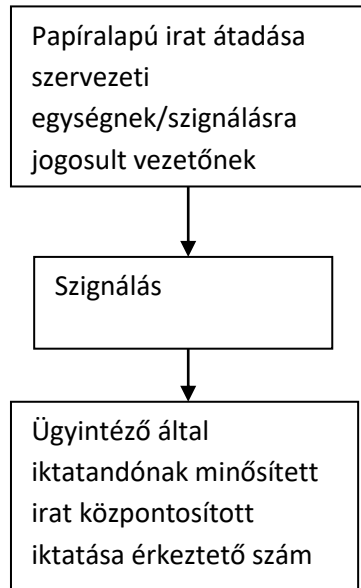 Papíralapú irat átadása
szervezeti
egységnek/szignálásra
jogosult vezetőnek
Szignálás
Ügyintéző által
iktatandónak minősített
irat központosított
iktatása érkeztető szám